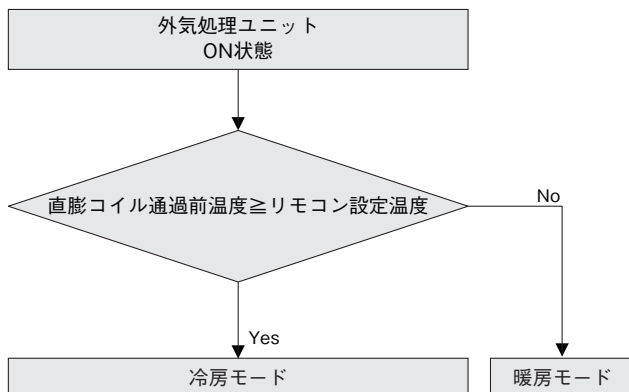 外気処理ユニット
ON状態
直膨コイル通過前温度≧リモコン設定温度
No
Yes
冷房モード
暖房モード